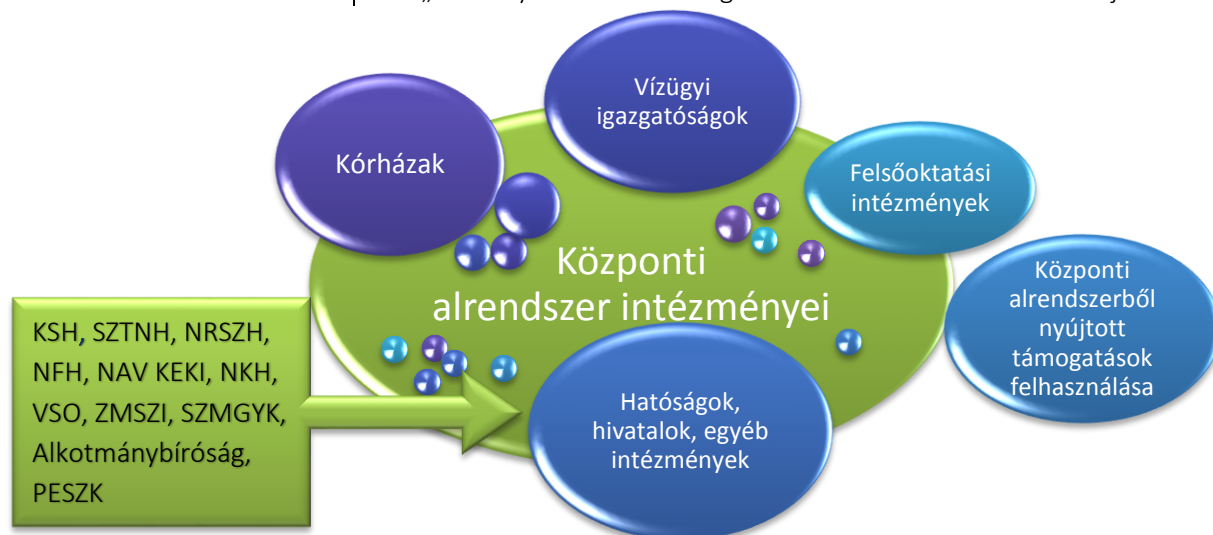 Vízügyi
igazgatóságok
Kórházak
Felsőoktatási
intézmények
Központi
alrendszer intézményei
Központi
alrendszerből
nyújtott
támogatások
felhasználása
KSH, SZTNH, NRSZH,
NFH, NAV KEKI, NKH,
VSO, ZMSZI, SZMGYK,
Alkotmánybíróság,
PESZK
Hatóságok,
hivatalok, egyéb
intézmények